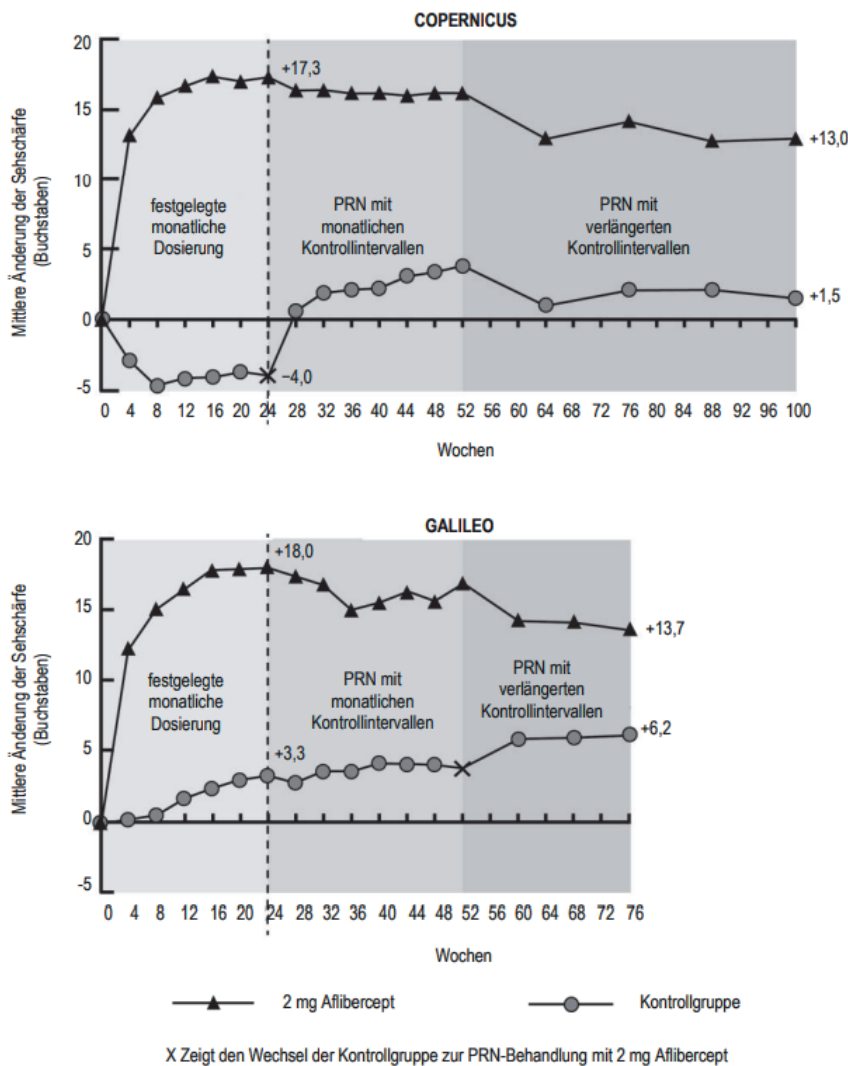 COPERNICUS
Mittlere Änderung der Sehschärfe
(Buchstaben)
20
15
10
5
0
-5
+17,3
+13,0
festgelegte
monatliche
Dosierung
PRN mit
monatlichen
Kontrollintervallen
PRN mit
verlängerten
Kontrollintervallen
+1,5
−4,0
0 4 8 12 16 20 24 28 32 36 40 44 48 52 56 60 64 68 72 76 80 84 88 92 96 100
Wochen
GALILEO
Mittlere Änderung der Sehschärfe
(Buchstaben)
20
15
10
5
0
-5
+18,0
+13,7
festgelegte
monatliche
Dosierung
PRN mit
monatlichen
Kontrollintervallen
PRN mit
verlängerten
Kontrollintervallen
+3,3
+6,2
0 4 8 12 16 20 24 28 32 36 40 44 48 52 56 60 64 68 72 76
Wochen
2 mg Aflibercept
Kontrollgruppe
X Zeigt den Wechsel der Kontrollgruppe zur PRN-Behandlung mit 2 mg Aflibercept